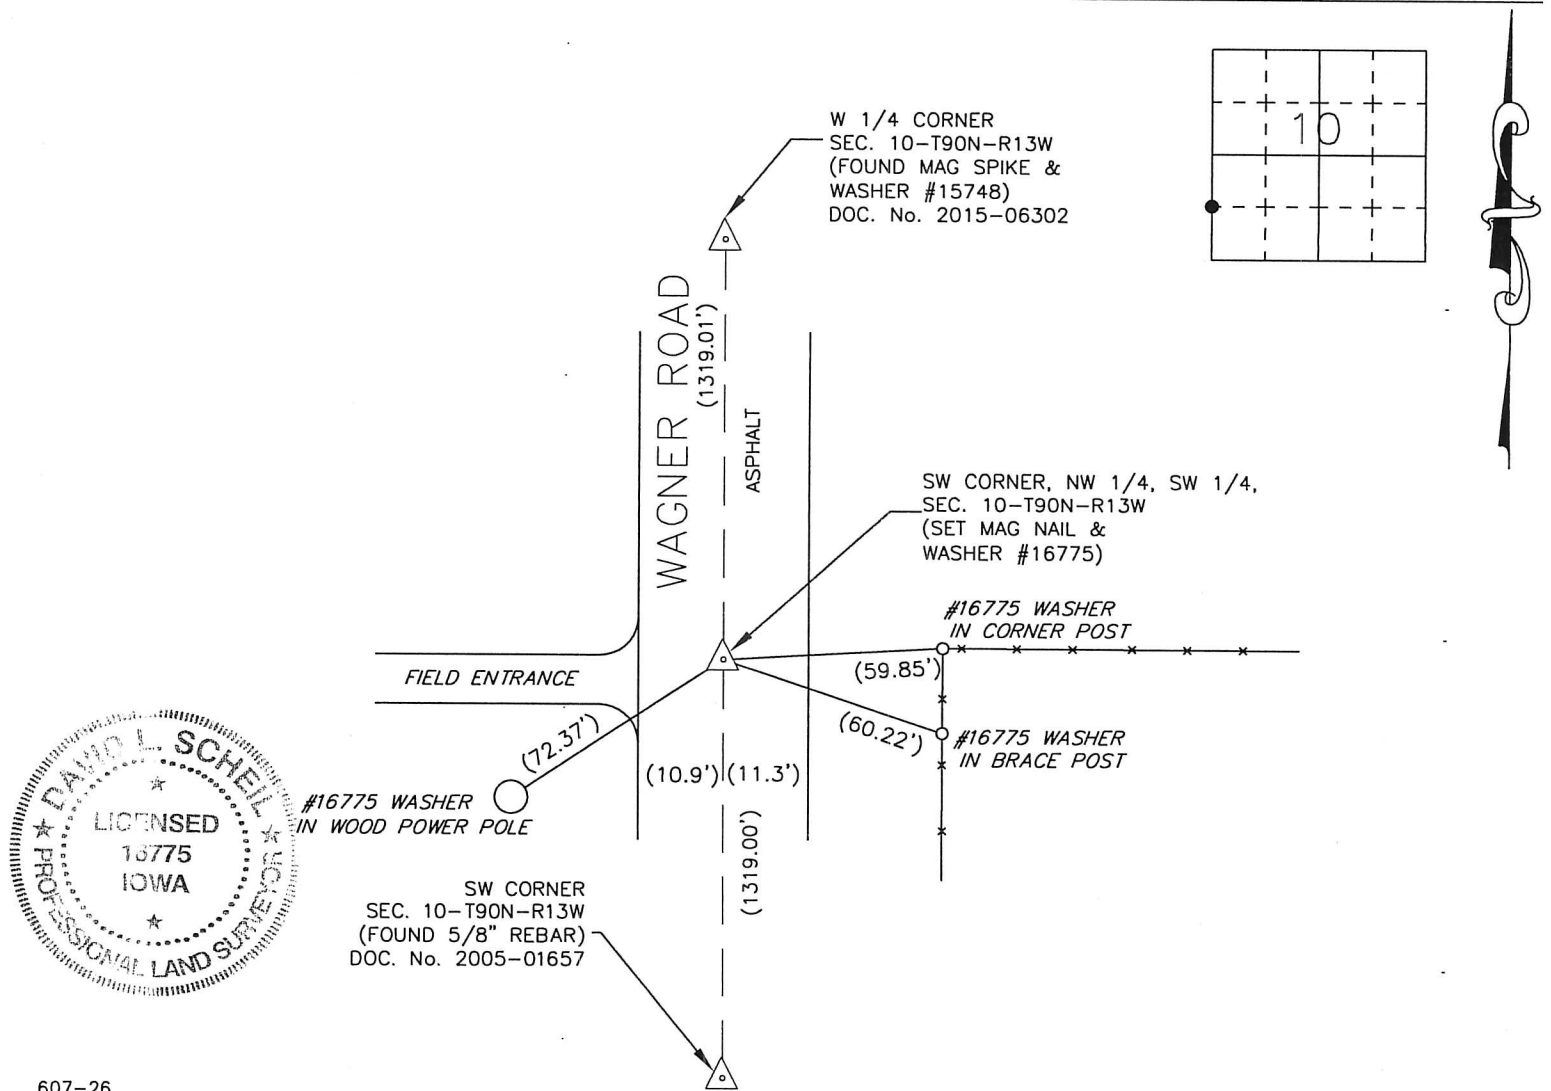 W 1/4 CORNER
SEC. 10-T90N-R13W
(FOUND MAG SPIKE &
WASHER #15748)
DOC. No. 2015-06302
10
WAGNER ROAD
(1319.01')
ASPHALT
SW CORNER, NW 1/4, SW 1/4,
SEC. 10-T90N-R13W
(SET MAG NAIL &
WASHER #16775)
#16775 WASHER
IN CORNER POST
(59.85')
FIELD ENTRANCE
(60.22')
#16775 WASHER
IN BRACE POST
(72.37')
(10.9')
(11.3')
#16775 WASHER
IN WOOD POWER POLE
(1319.00')
DAVID L. SCHEIL
LICENSED
16775
IOWA
PROFESSIONAL LAND SURVEYOR
SW CORNER
SEC. 10-T90N-R13W
(FOUND 5/8" REBAR)
DOC. No. 2005-01657
607-26